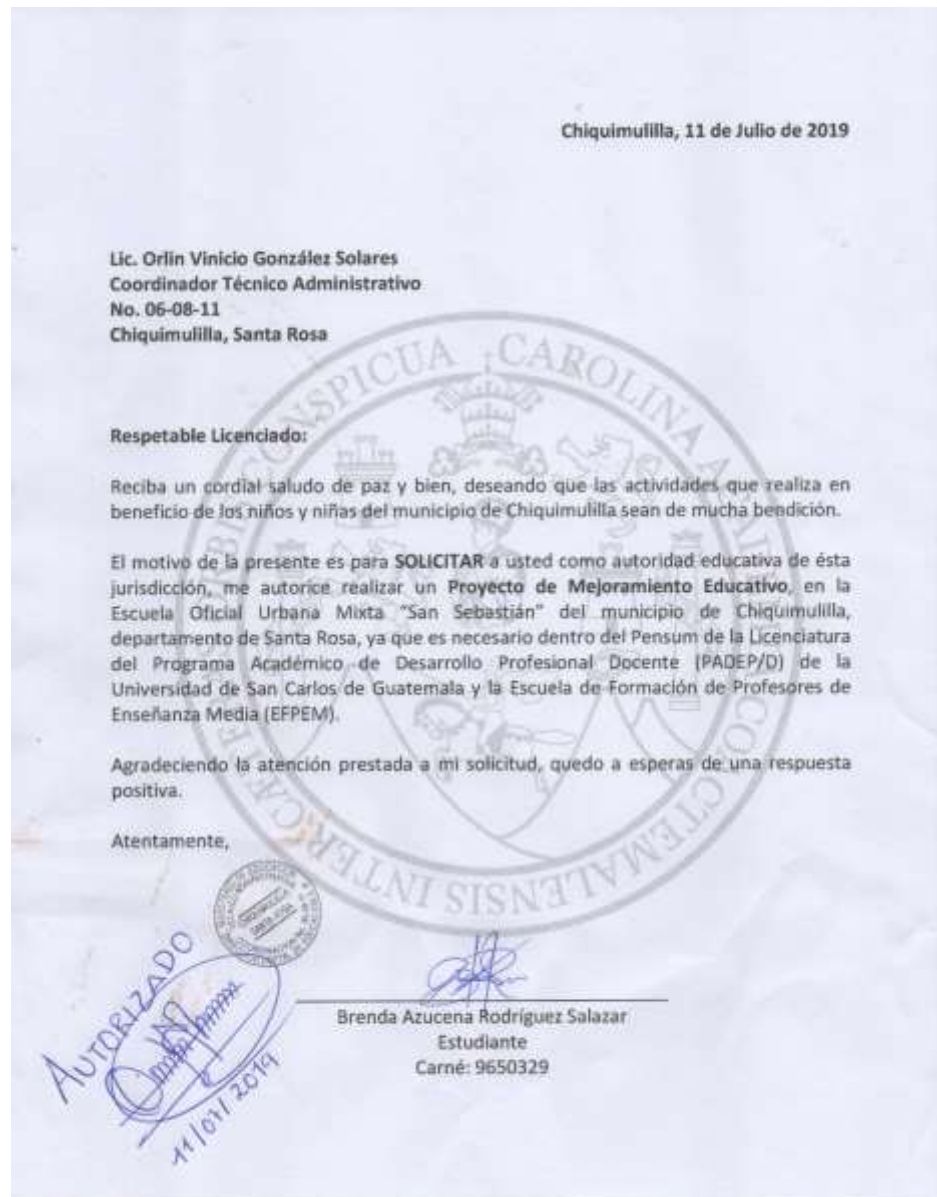 Chiquimulilla, 11 de Julio de 2019
Lic. Orlin Vinicio González Solares
Coordinador Técnico Administrativo
No. 06-08-11
Chiquimulilla, Santa Rosa
Respetable Licenciado:
Reciba un cordial saludo de paz y bien, deseando que las actividades que realiza en
beneficio de los niños y niñas del municipio de Chiquimulilla sean de mucha bendición.
El motivo de la presente es para SOLICITAR a usted como autoridad educativa de ésta
jurisdicción, me autorice realizar un Proyecto de Mejoramiento Educativo, en la
Escuela Oficial Urbana Mixta "San Sebastián" del municipio de Chiquimulilla,
departamento de Santa Rosa, ya que es necesario dentro del Pensum de la Licenciatura
del Programa Académico de Desarrollo Profesional Docente (PADEP/D) de la
Universidad de San Carlos de Guatemala y la Escuela de Formación de Profesores de
Enseñanza Media (EFPEM).
Agradeciendo la atención prestada a mi solicitud, quedo a esperas de una respuesta
positiva.
Atentamente,
AUTORIZADO
11/07/2019
Brenda Azucena Rodríguez Salazar
Estudiante
Carné: 9650329
CONSPICUA CAROLINA ACADEMIA COACTEMALENSIS INTER CÆTERAS ORBIS